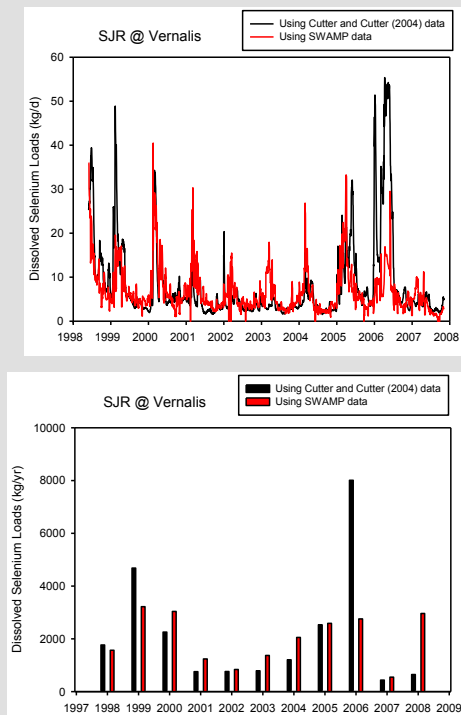 SJR @ Vernalis
Using Cutter and Cutter (2004) data
Using SWAMP data
Dissolved Selenium Loads (kg/d)
60
50
40
30
20
10
0
1998 1999 2000 2001 2002 2003 2004 2005 2006 2007 2008
SJR @ Vernalis
Using Cutter and Cutter (2004) data
Using SWAMP data
Dissolved Selenium Loads (kg/yr)
10000
8000
6000
4000
2000
0
1997 1998 1999 2000 2001 2002 2003 2004 2005 2006 2007 2008 2009